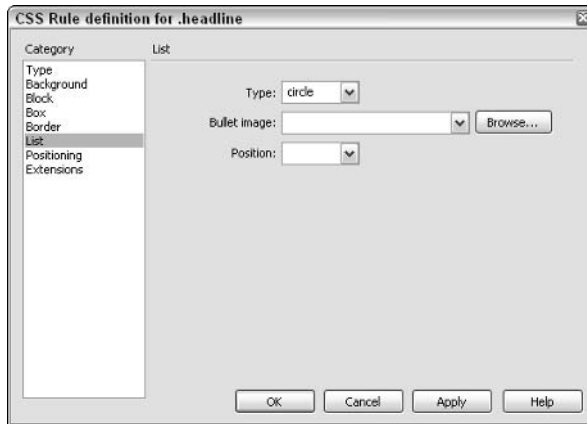 CSS Rule definition for .headline
Category
List
Type
Background
Block
Box
Border
List
Positioning
Extensions
Type: circle
Bullet image:
Browse...
Position:
OK
Cancel
Apply
Help